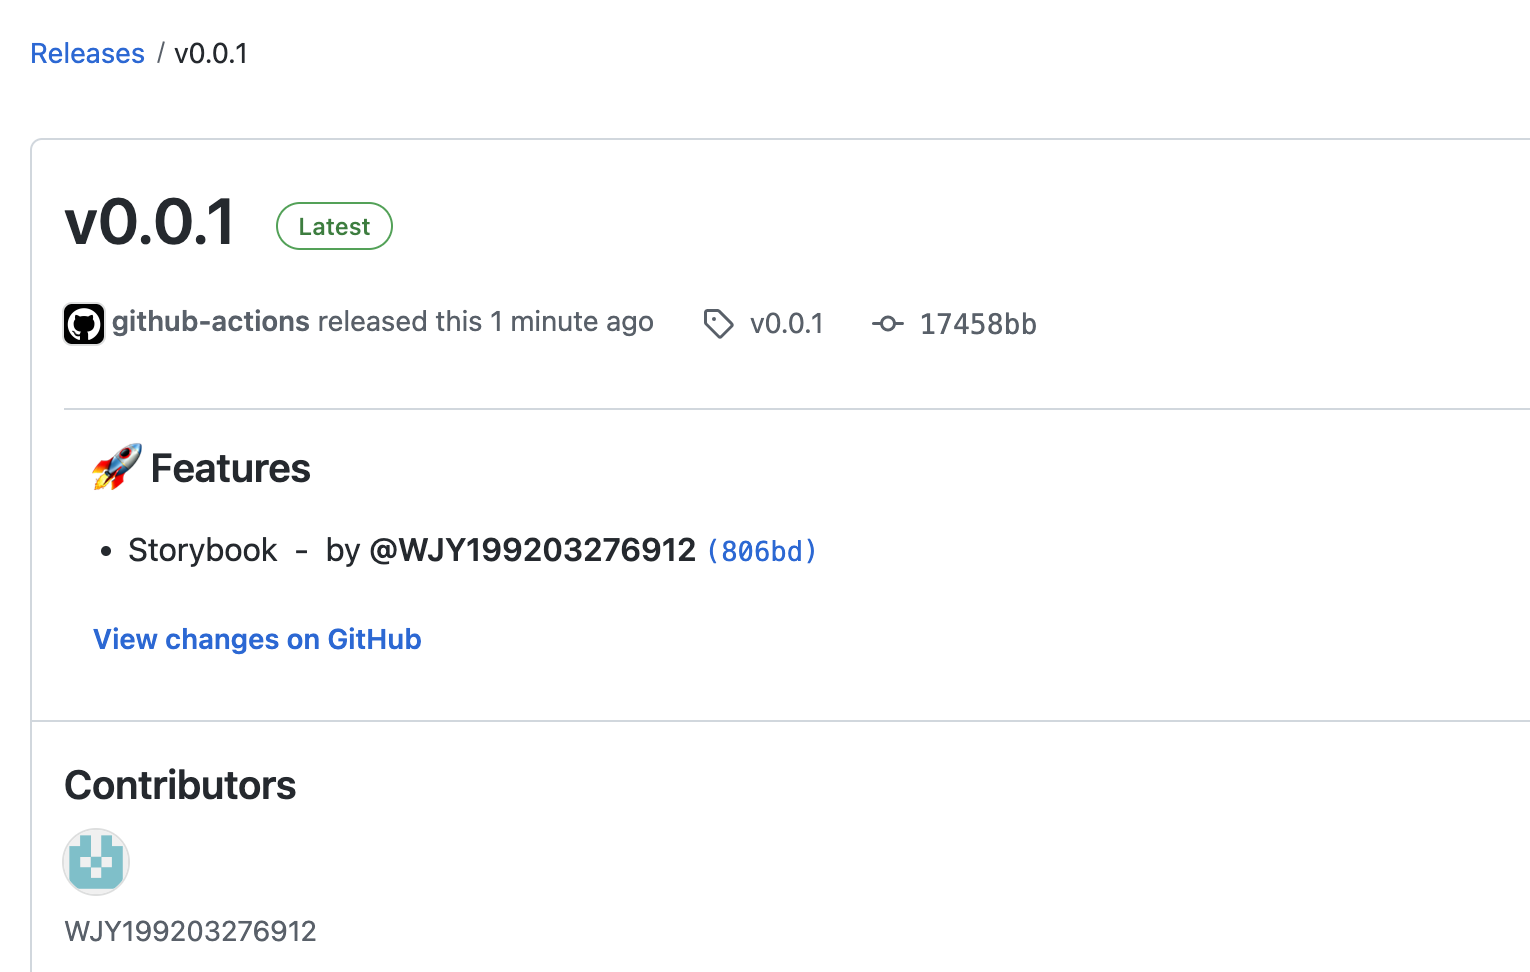 Releases / v0.0.1
v0.0.1 Latest
github-actions released this 1 minute ago v0.0.1 17458bb
🚀 Features
• Storybook - by @WJY199203276912 (806bd)
View changes on GitHub
Contributors
WJY199203276912